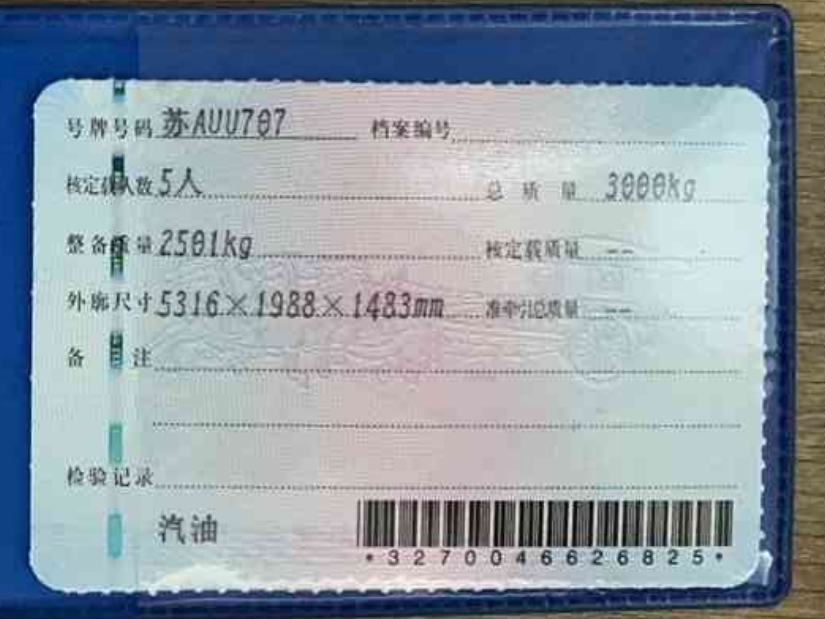 号牌号码 苏AUU707 档案编号
核定载人数 5人 总质量 3000kg
整备质量 2501kg 核定载质量 --
外廓尺寸 5316×1988×1483mm 准牵引总质量 --
备注
检验记录
汽油
*3270046626825*